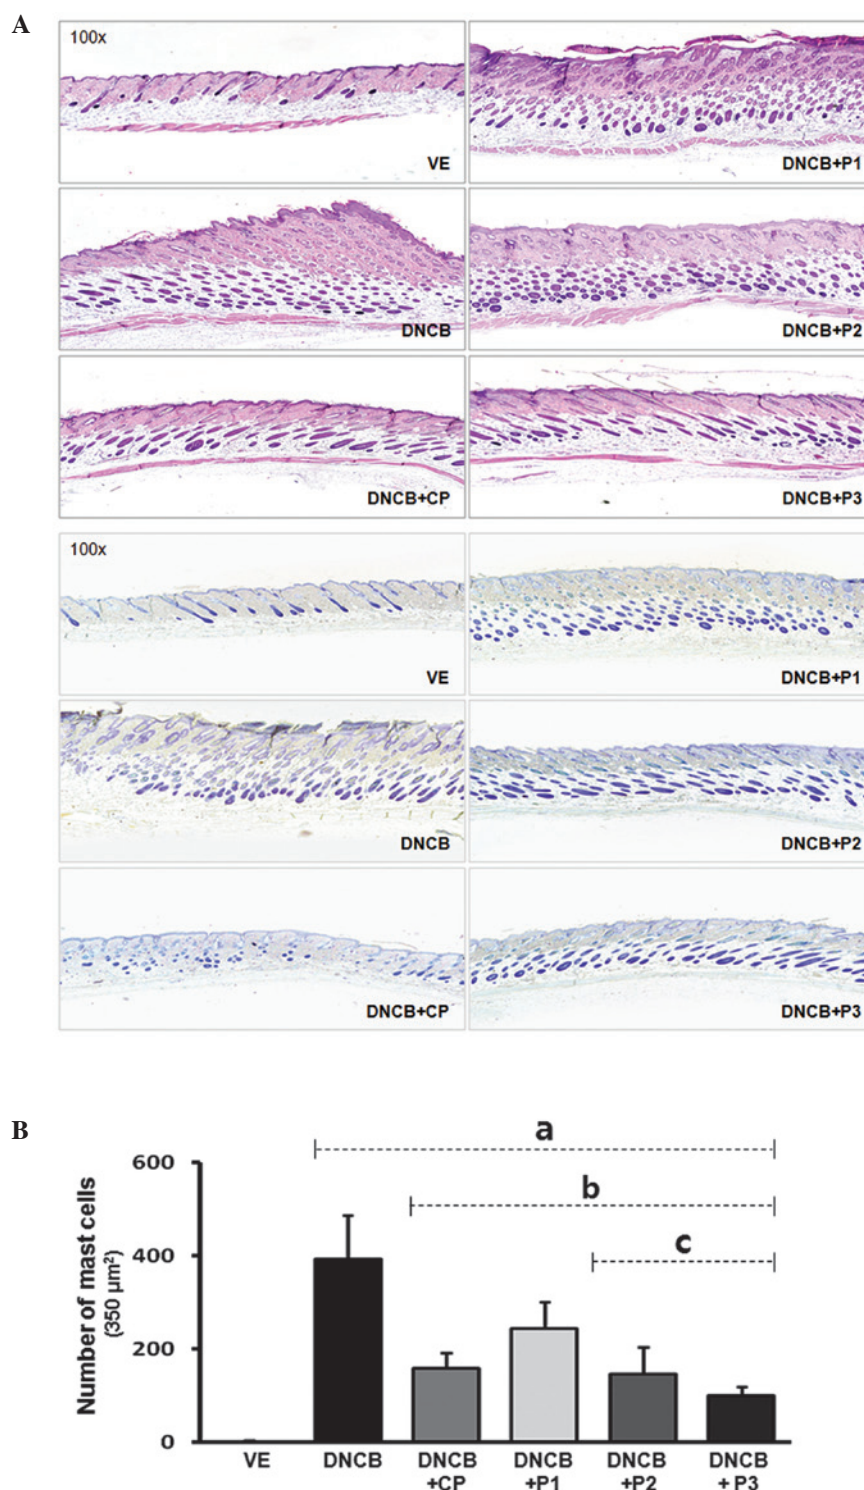 A
100x
VE
DNCB+P1
DNCB
DNCB+P2
DNCB+CP
DNCB+P3
100x
VE
DNCB+P1
DNCB
DNCB+P2
DNCB+CP
DNCB+P3
B
a
b
c
Number of mast cells
(350 µm²)
600
400
200
0
VE
DNCB
DNCB
+CP
DNCB
+P1
DNCB
+P2
DNCB
+ P3